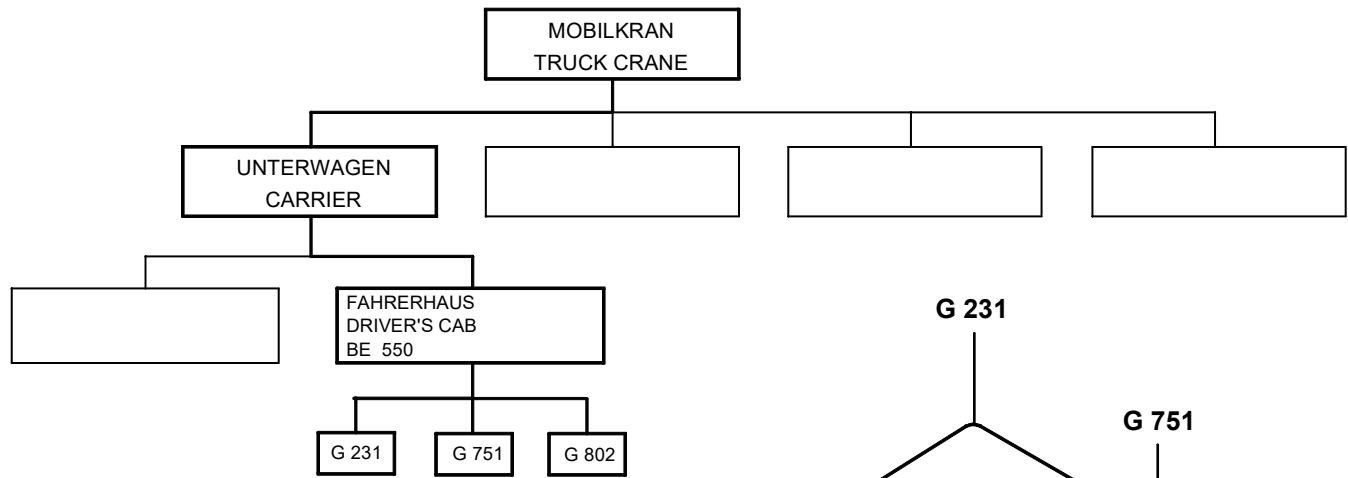 MOBILKRAN
TRUCK CRANE
UNTERWAGEN
CARRIER
FAHRERHAUS
DRIVER'S CAB
BE 550
G 231
G 751
G 802
G 231
G 751